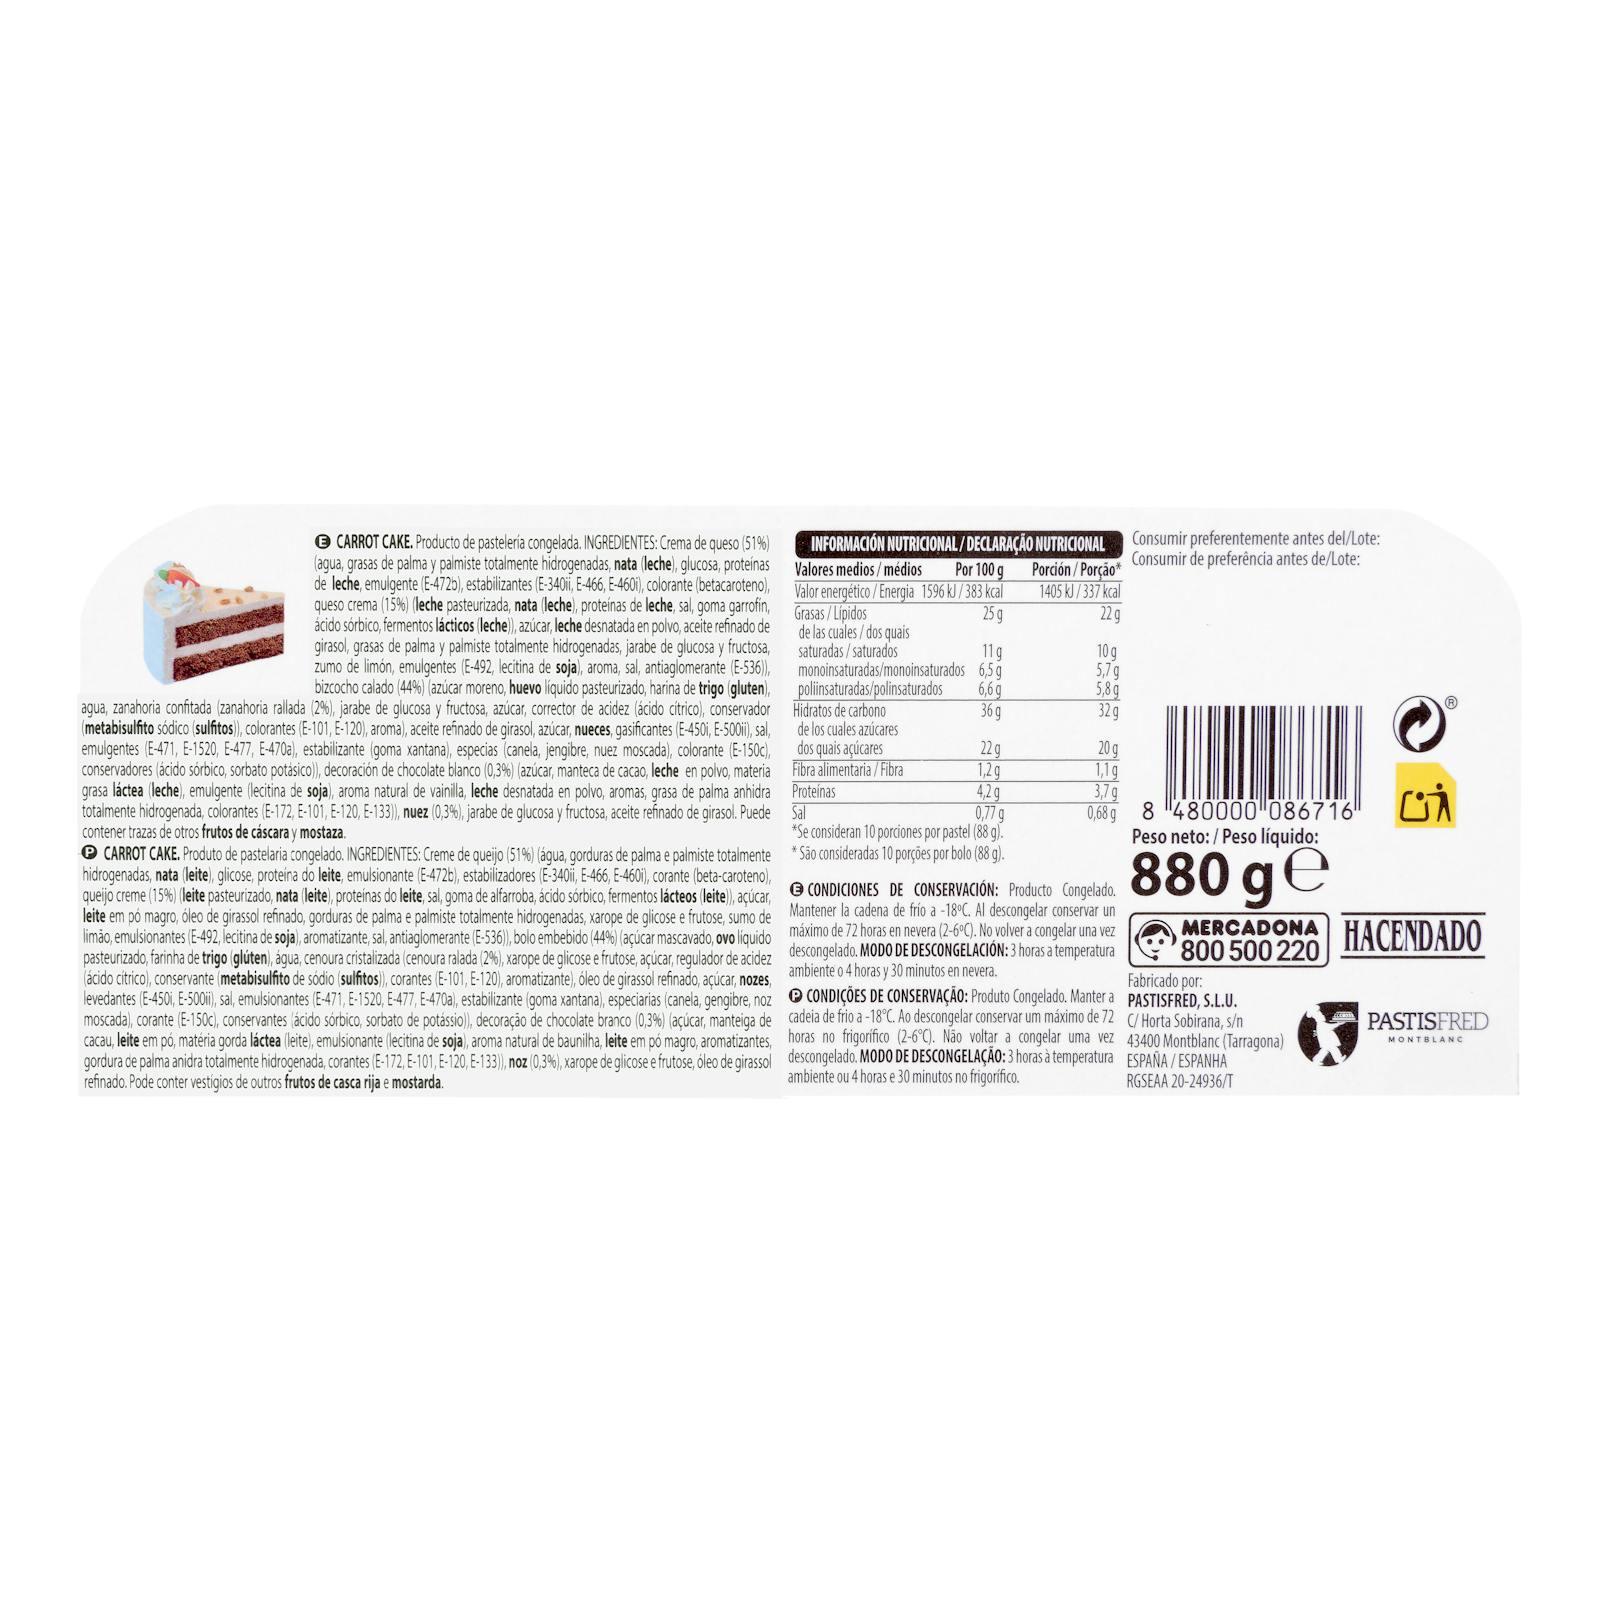 E CARROT CAKE. Producto de pastelería congelada. INGREDIENTES: Crema de queso (51%)
(agua, grasas de palma y palmiste totalmente hidrogenadas, nata (leche), glucosa, proteínas
de leche, emulgente (E-472b), estabilizantes (E-340ii, E-466, E-460i), colorante (betacaroteno),
queso crema (15%) (leche pasteurizada, nata (leche), proteínas de leche, sal, goma garrofín,
ácido sórbico, fermentos lácticos (leche)), azúcar, leche desnatada en polvo, aceite refinado de
girasol, grasas de palma y palmiste totalmente hidrogenadas, jarabe de glucosa y fructosa,
zumo de limón, emulgentes (E-492, lecitina de soja), aroma, sal, antiaglomerante (E-536)),
bizcocho calado (44%) (azúcar moreno, huevo líquido pasteurizado, harina de trigo (gluten),
agua, zanahoria confitada (zanahoria rallada (2%), jarabe de glucosa y fructosa, azúcar, corrector de acidez (ácido cítrico), conservador
(metabisulfito sódico (sulfitos)), colorantes (E-101, E-120), aroma), aceite refinado de girasol, azúcar, nueces, gasificantes (E-450i, E-500ii), sal,
emulgentes (E-471, E-1520, E-477, E-470a), estabilizante (goma xantana), especias (canela, jengibre, nuez moscada), colorante (E-150c),
conservadores (ácido sórbico, sorbato potásico)), decoración de chocolate blanco (0,3%) (azúcar, manteca de cacao, leche en polvo, materia
grasa láctea (leche), emulgente (lecitina de soja), aroma natural de vainilla, leche desnatada en polvo, aromas, grasa de palma anhidra
totalmente hidrogenada, colorantes (E-172, E-101, E-120, E-133)), nuez (0,3%), jarabe de glucosa y fructosa, aceite refinado de girasol. Puede
contener trazas de otros frutos de cáscara y mostaza.
P CARROT CAKE. Produto de pastelaria congelado. INGREDIENTES: Creme de queijo (51%) (água, gorduras de palma e palmiste totalmente
hidrogenadas, nata (leite), glicose, proteína do leite, emulsionante (E-472b), estabilizadores (E-340ii, E-466, E-460i), corante (beta-caroteno),
queijo creme (15%) (leite pasteurizado, nata (leite), proteínas do leite, sal, goma de alfarroba, ácido sórbico, fermentos lácteos (leite)), açúcar,
leite em pó magro, óleo de girassol refinado, gorduras de palma e palmiste totalmente hidrogenadas, xarope de glicose e frutose, sumo de
limão, emulsionantes (E-492, lecitina de soja), aromatizante, sal, antiaglomerante (E-536)), bolo embebido (44%) (açúcar mascavado, ovo líquido
pasteurizado, farinha de trigo (glúten), água, cenoura cristalizada (cenoura ralada (2%), xarope de glicose e frutose, açúcar, regulador de acidez
(ácido cítrico), conservante (metabisulfito de sódio (sulfitos)), corantes (E-101, E-120), aromatizante), óleo de girassol refinado, açúcar, nozes,
levedantes (E-450i, E-500ii), sal, emulsionantes (E-471, E-1520, E-477, E-470a), estabilizante (goma xantana), especiarias (canela, gengibre, noz
moscada), corante (E-150c), conservantes (ácido sórbico, sorbato de potássio)), decoração de chocolate branco (0,3%) (açúcar, manteiga de
cacau, leite em pó, matéria gorda láctea (leite), emulsionante (lecitina de soja), aroma natural de baunilha, leite em pó magro, aromatizantes,
gordura de palma anidra totalmente hidrogenada, corantes (E-172, E-101, E-120, E-133)), noz (0,3%), xarope de glicose e frutose, óleo de girassol
refinado. Pode conter vestígios de outros frutos de casca rija e mostarda.
INFORMACIÓN NUTRICIONAL / DECLARAÇÃO NUTRICIONAL
Valores medios / médios Por 100 g Porción / Porção*
Valor energético / Energia 1596 kJ / 383 kcal 1405 kJ / 337 kcal
Grasas / Lípidos 25 g 22 g
de las cuales / dos quais
saturadas / saturados 11 g 10 g
monoinsaturadas/monoinsaturados 6,5 g 5,7 g
poliinsaturadas/polinsaturados 6,6 g 5,8 g
Hidratos de carbono 36 g 32 g
de los cuales azúcares
dos quais açúcares 22 g 20 g
Fibra alimentaria / Fibra 1,2 g 1,1 g
Proteínas 4,2 g 3,7 g
Sal 0,77 g 0,68 g
*Se consideran 10 porciones por pastel (88 g).
* São consideradas 10 porções por bolo (88 g).
E CONDICIONES DE CONSERVACIÓN: Producto Congelado.
Mantener la cadena de frío a -18ºC. Al descongelar conservar un
máximo de 72 horas en nevera (2-6ºC). No volver a congelar una vez
descongelado. MODO DE DESCONGELACIÓN: 3 horas a temperatura
ambiente o 4 horas y 30 minutos en nevera.
P CONDIÇÕES DE CONSERVAÇÃO: Produto Congelado. Manter a
cadeia de frio a -18°C. Ao descongelar conservar um máximo de 72
horas no frigorífico (2-6°C). Não voltar a congelar uma vez
descongelado. MODO DE DESCONGELAÇÃO: 3 horas à temperatura
ambiente ou 4 horas e 30 minutos no frigorífico.
Consumir preferentemente antes del/Lote:
Consumir de preferência antes de/Lote:
®
8 480000 086716
Peso neto: / Peso líquido:
880 g e
MERCADONA
800 500 220
HACENDADO
Fabricado por:
PASTISFRED, S.L.U.
C/ Horta Sobirana, s/n
43400 Montblanc (Tarragona)
ESPAÑA / ESPANHA
RGSEAA 20-24936/T
PASTISFRED
MONTBLANC